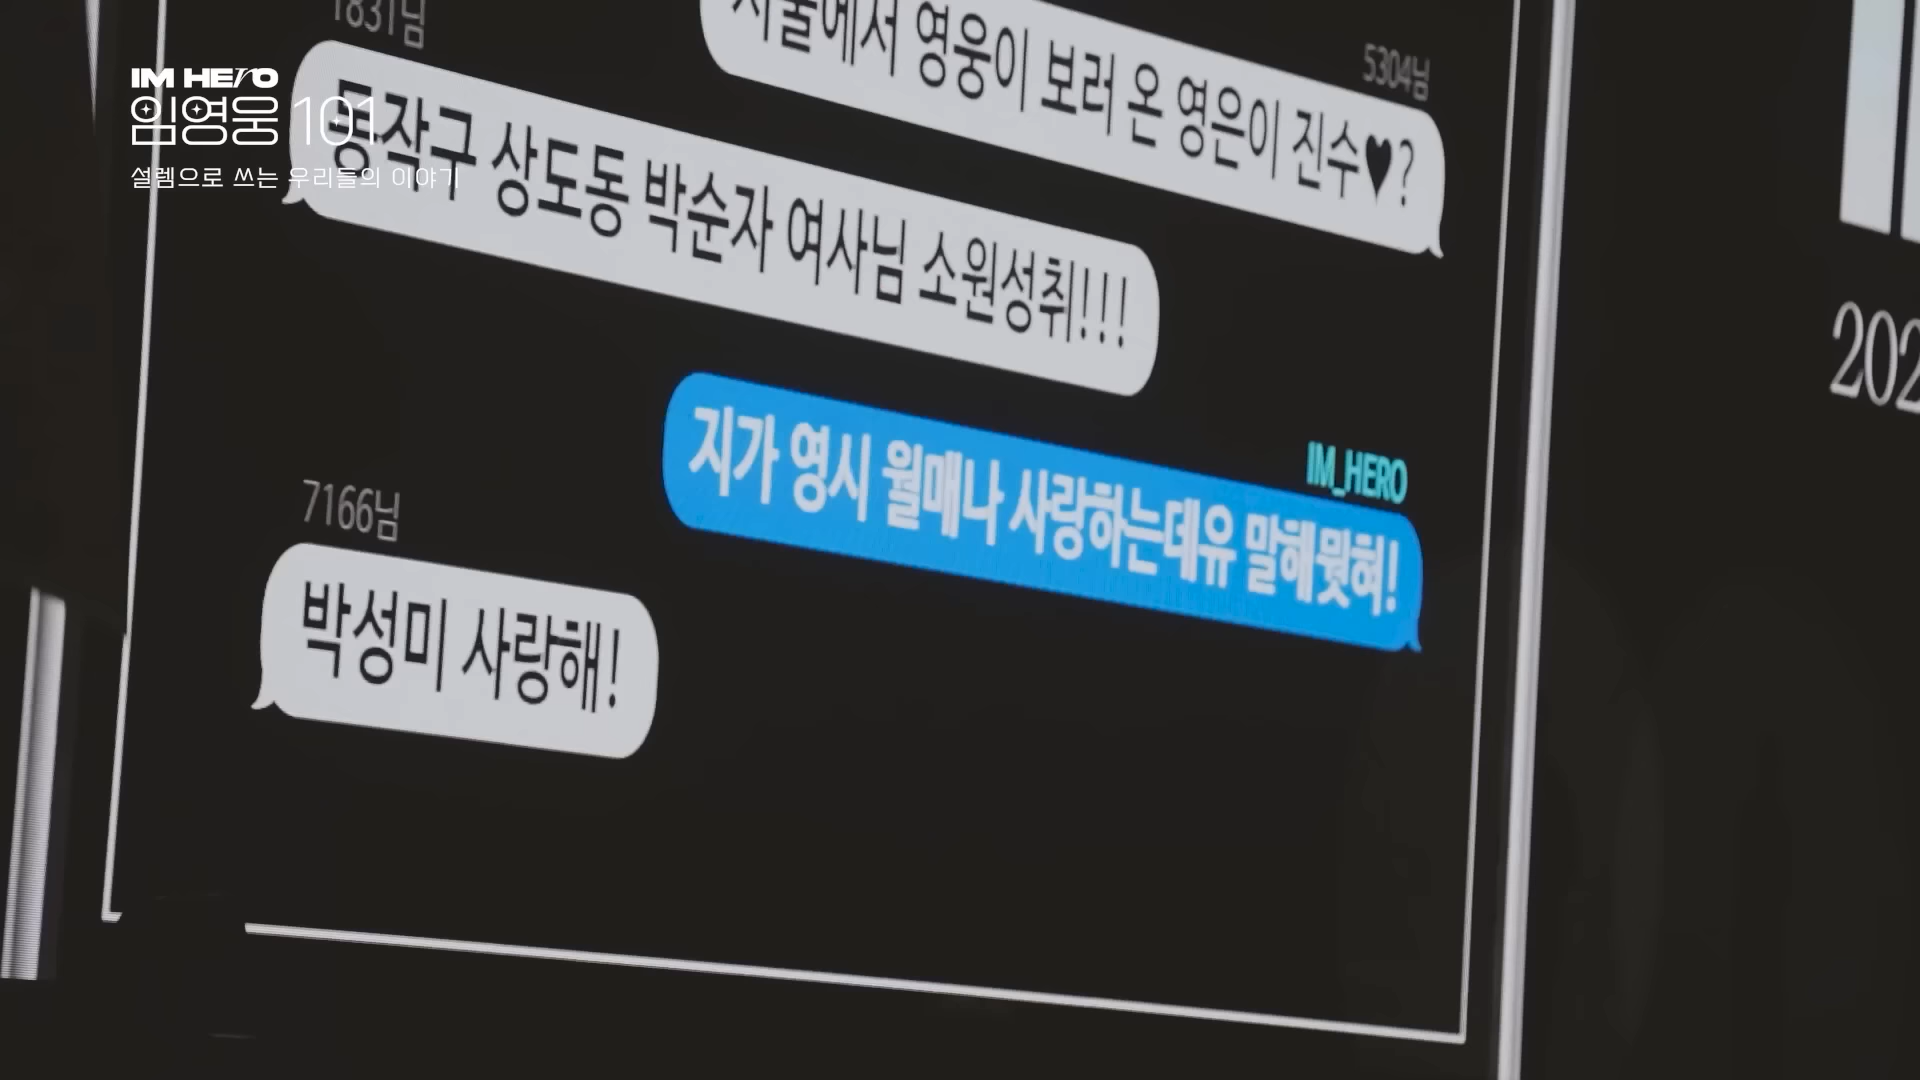 1831님
IM HERO
임영웅 101
설렘으로 쓰는 우리들의 이야기
서울에서 영웅이 보러 온 영은이 진수♥?
5304님
동작구 상도동 박순자 여사님 소원성취!!!
IM_HERO
지가 영시 월매나 사랑하는데유 말해뭣혀!
7166님
박성미 사랑해!
202